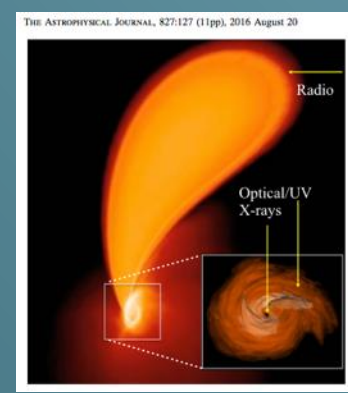 THE ASTROPHYSICAL JOURNAL, 827:127 (11pp), 2016 August 20
Radio
Optical/UV
X-rays